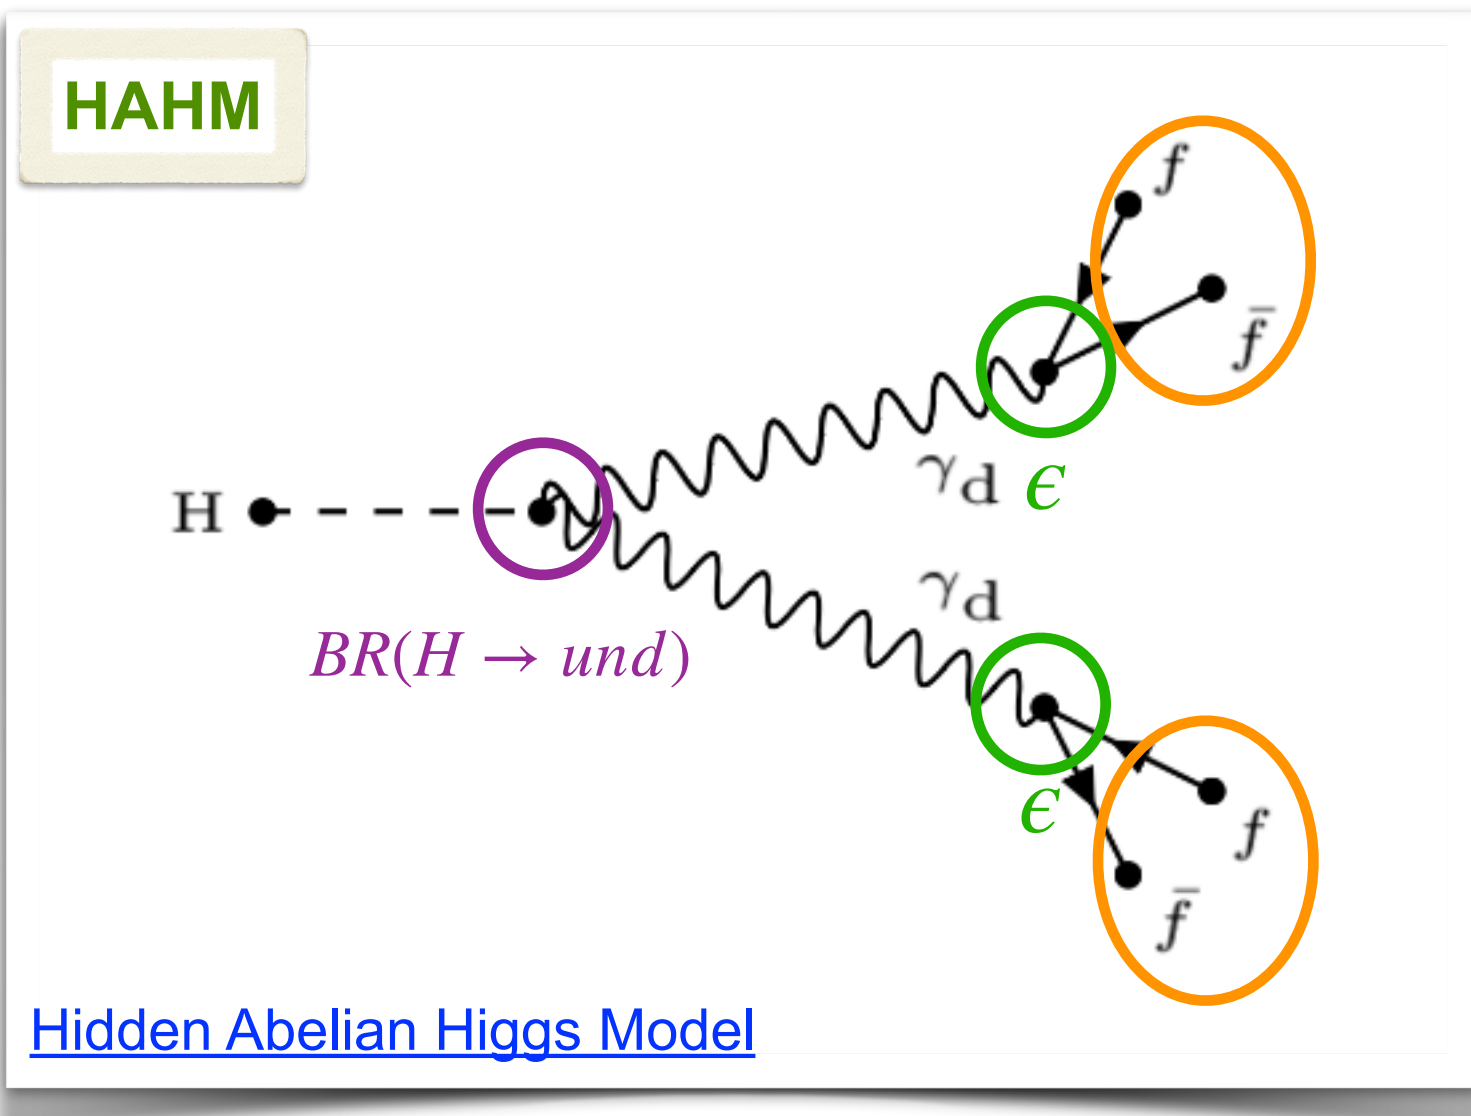 HAHM
f
f̄
γd ϵ
H
γd
BR(H → und)
ϵ
f
f̄
Hidden Abelian Higgs Model